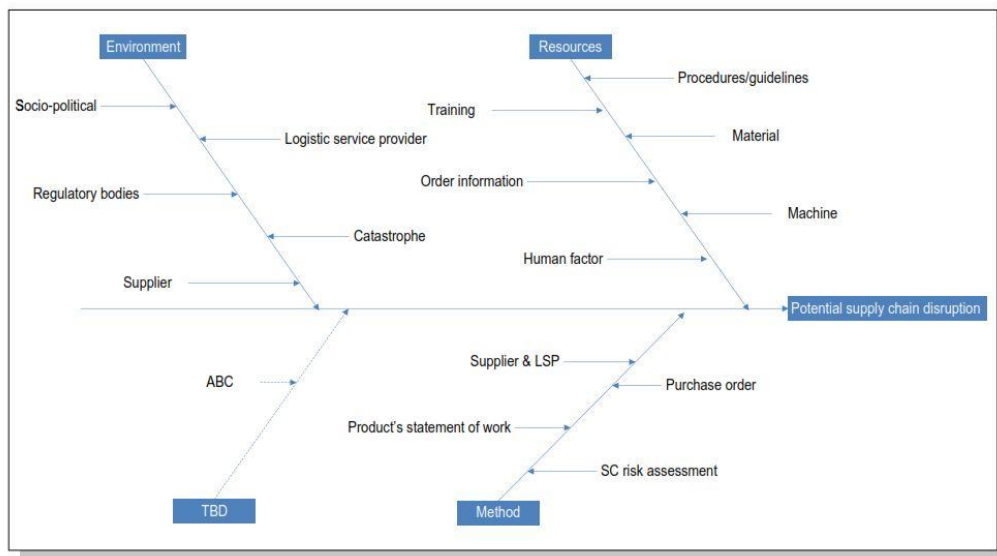 Environment
Resources
Procedures/guidelines
Socio-political
Training
Logistic service provider
Material
Order information
Regulatory bodies
Machine
Catastrophe
Human factor
Supplier
Potential supply chain disruption
Supplier & LSP
ABC
Purchase order
Product's statement of work
SC risk assessment
TBD
Method